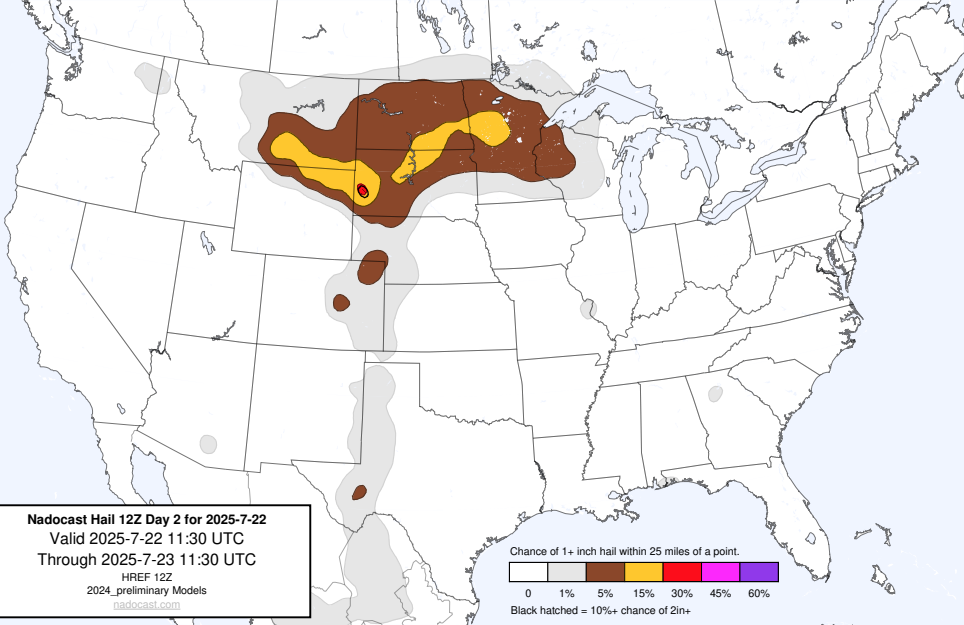 Nadocast Hail 12Z Day 2 for 2025-7-22
Valid 2025-7-22 11:30 UTC
Through 2025-7-23 11:30 UTC
HREF 12Z
2024_preliminary Models
nadocast.com
Chance of 1+ inch hail within 25 miles of a point.
0 1% 5% 15% 30% 45% 60%
Black hatched = 10%+ chance of 2in+